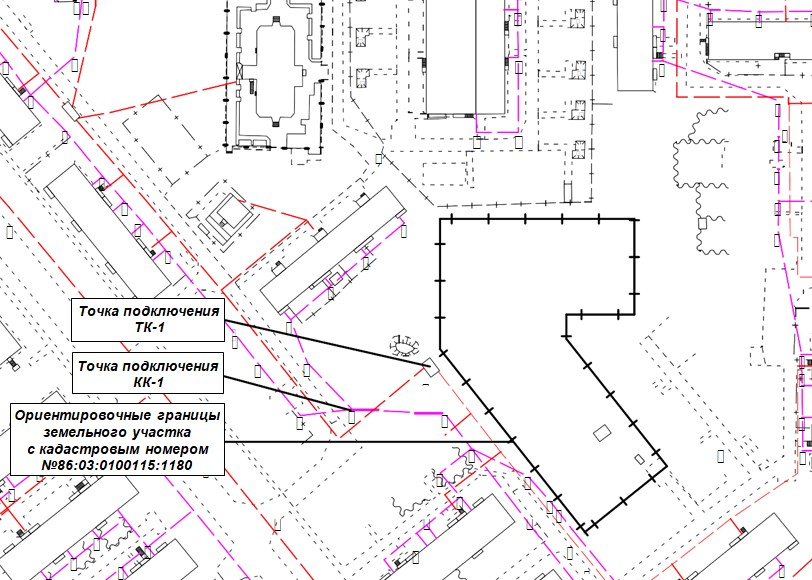 Точка подключения
ТК-1
Точка подключения
КК-1
Ориентировочные границы
земельного участка
с кадастровым номером
№86:03:0100115:1180